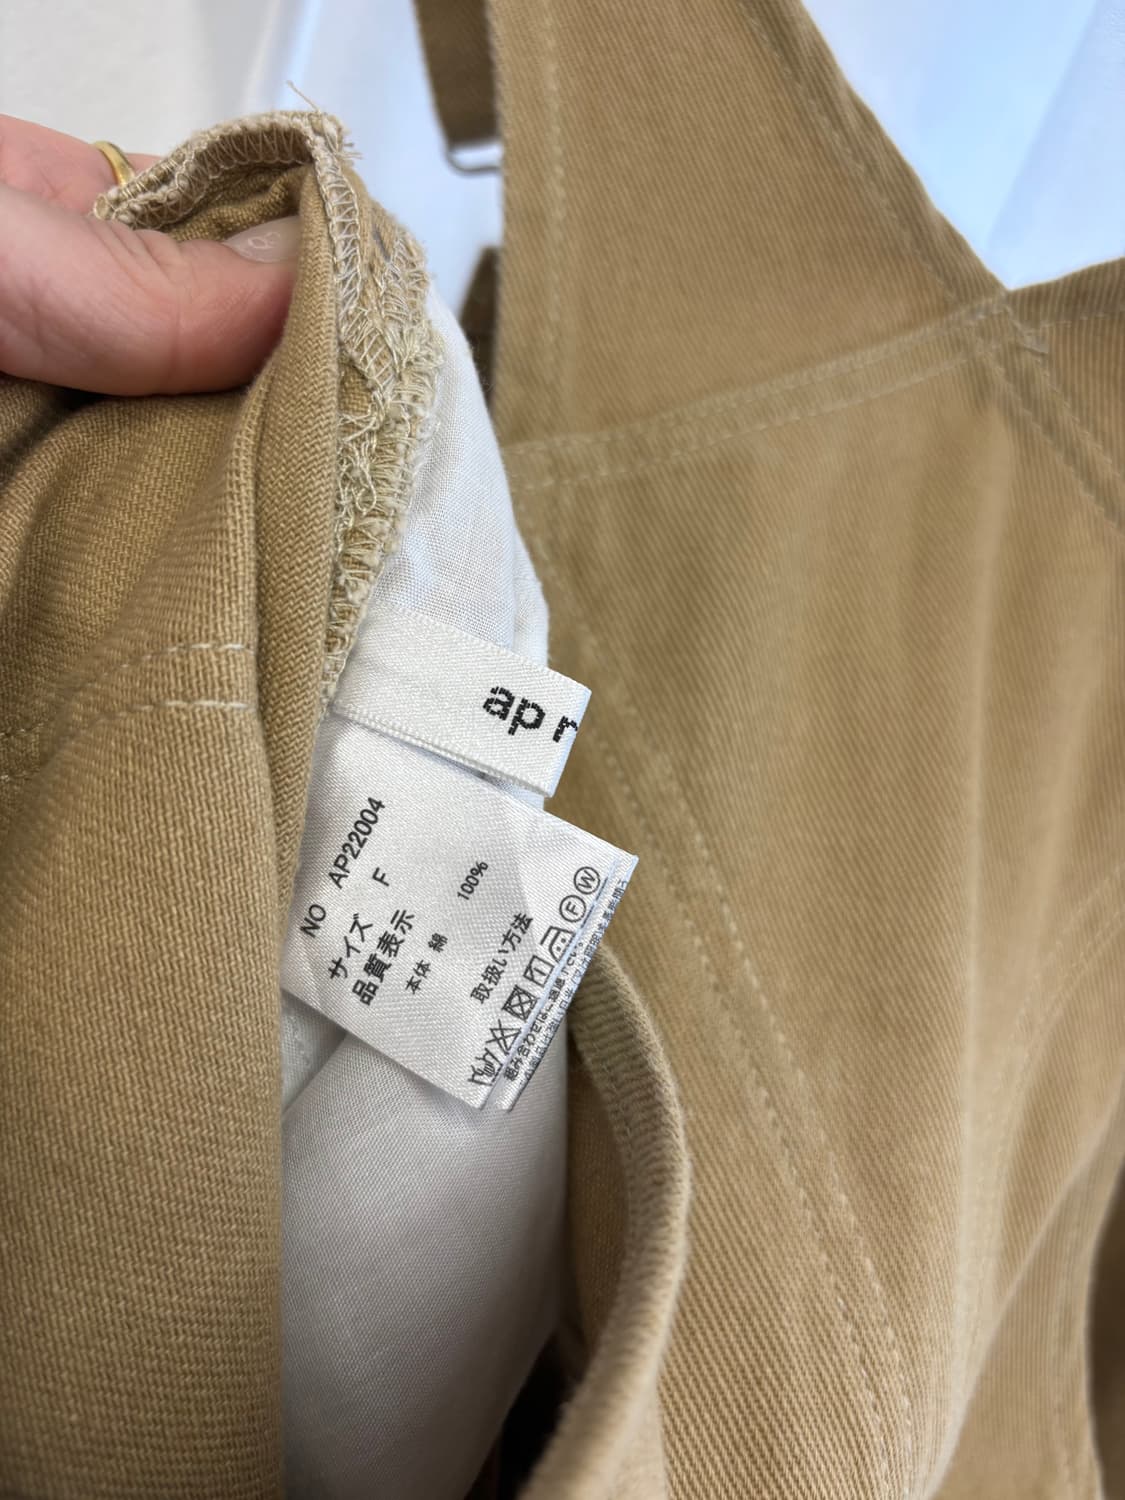 ap r
NO AP22004
サイズ F
品質表示
本体 綿 100%
取扱い方法
F W